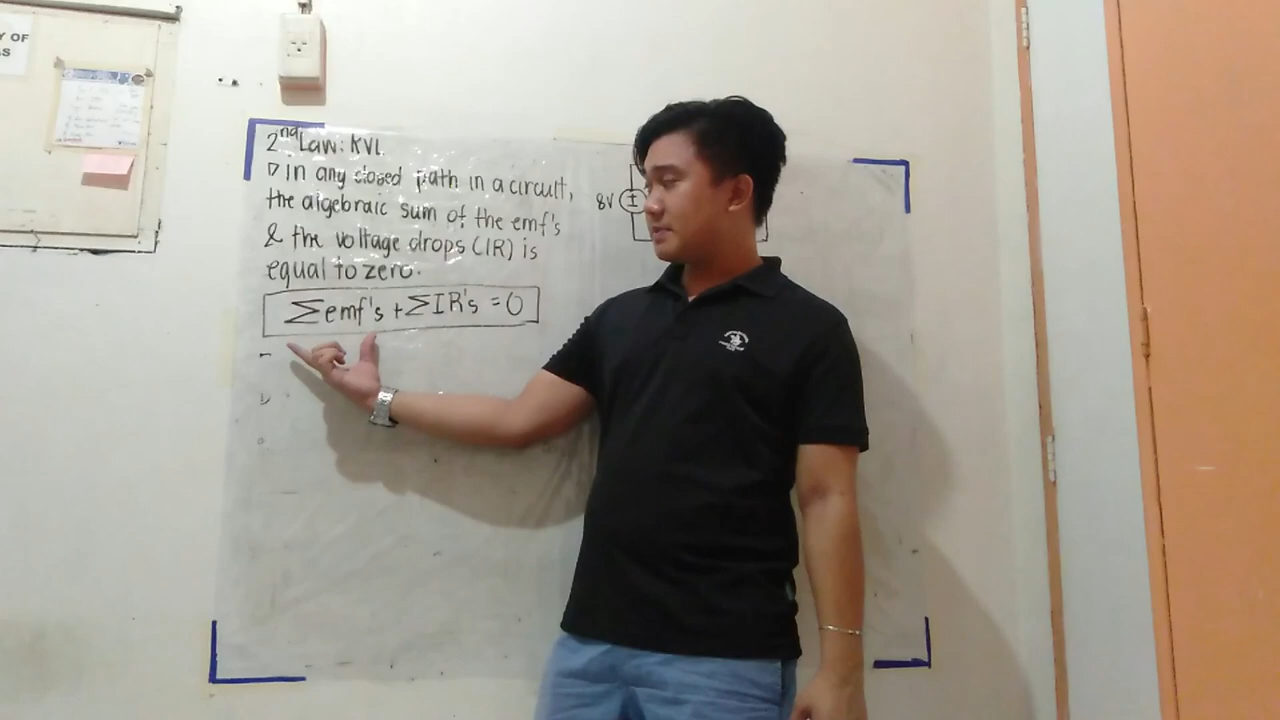 Y OF
S
2nd Law: KVL
▷ in any closed path in a circuit,
the algebraic sum of the emf's
& the voltage drops (IR) is
equal to zero.
∑emf's + ∑IR's = 0
8V